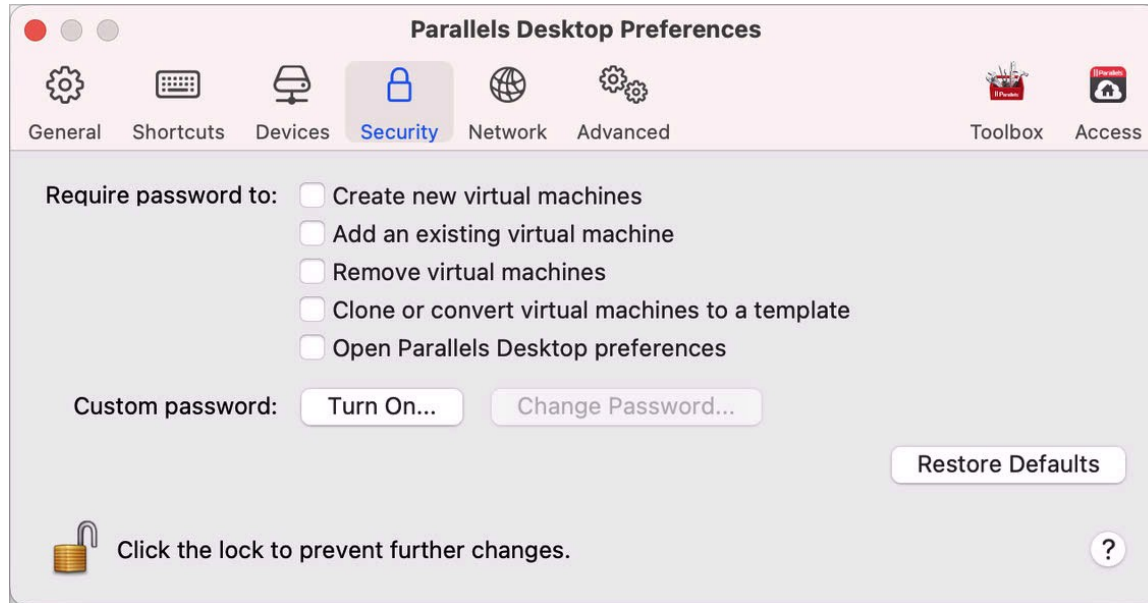 Parallels Desktop Preferences
|| Parallels
|| Parallels
General Shortcuts Devices Security Network Advanced Toolbox Access
Require password to: Create new virtual machines
Add an existing virtual machine
Remove virtual machines
Clone or convert virtual machines to a template
Open Parallels Desktop preferences
Custom password: Turn On... Change Password...
Restore Defaults
Click the lock to prevent further changes. ?